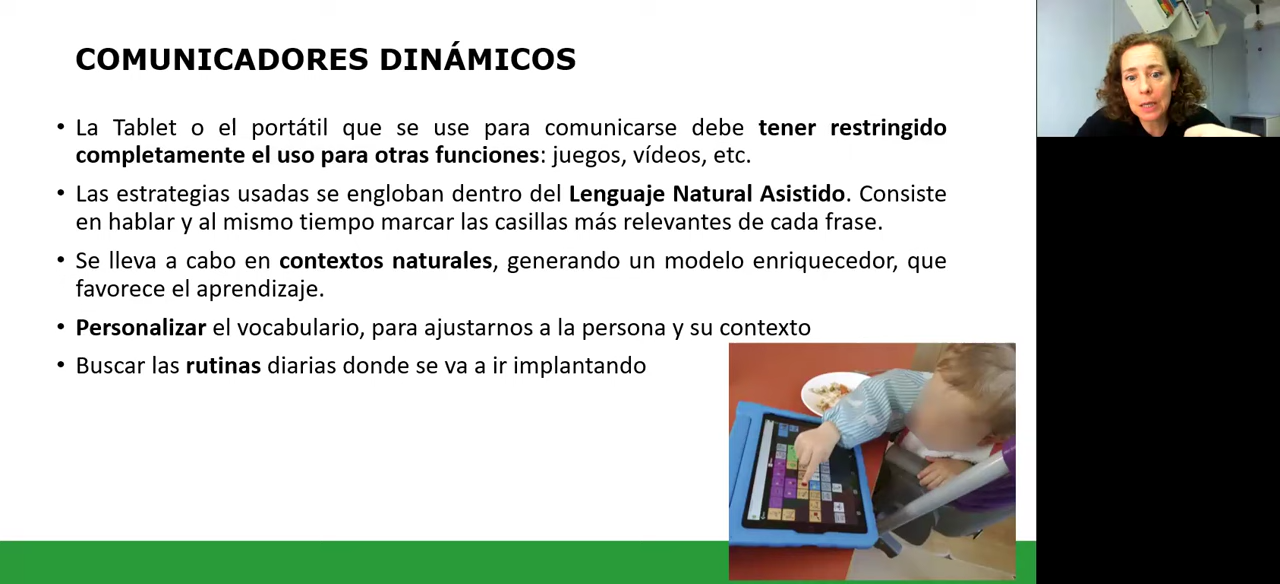 COMUNICADORES DINÁMICOS
• La Tablet o el portátil que se use para comunicarse debe tener restringido
completamente el uso para otras funciones: juegos, vídeos, etc.
• Las estrategias usadas se engloban dentro del Lenguaje Natural Asistido. Consiste
en hablar y al mismo tiempo marcar las casillas más relevantes de cada frase.
• Se lleva a cabo en contextos naturales, generando un modelo enriquecedor, que
favorece el aprendizaje.
• Personalizar el vocabulario, para ajustarnos a la persona y su contexto
• Buscar las rutinas diarias donde se va a ir implantando